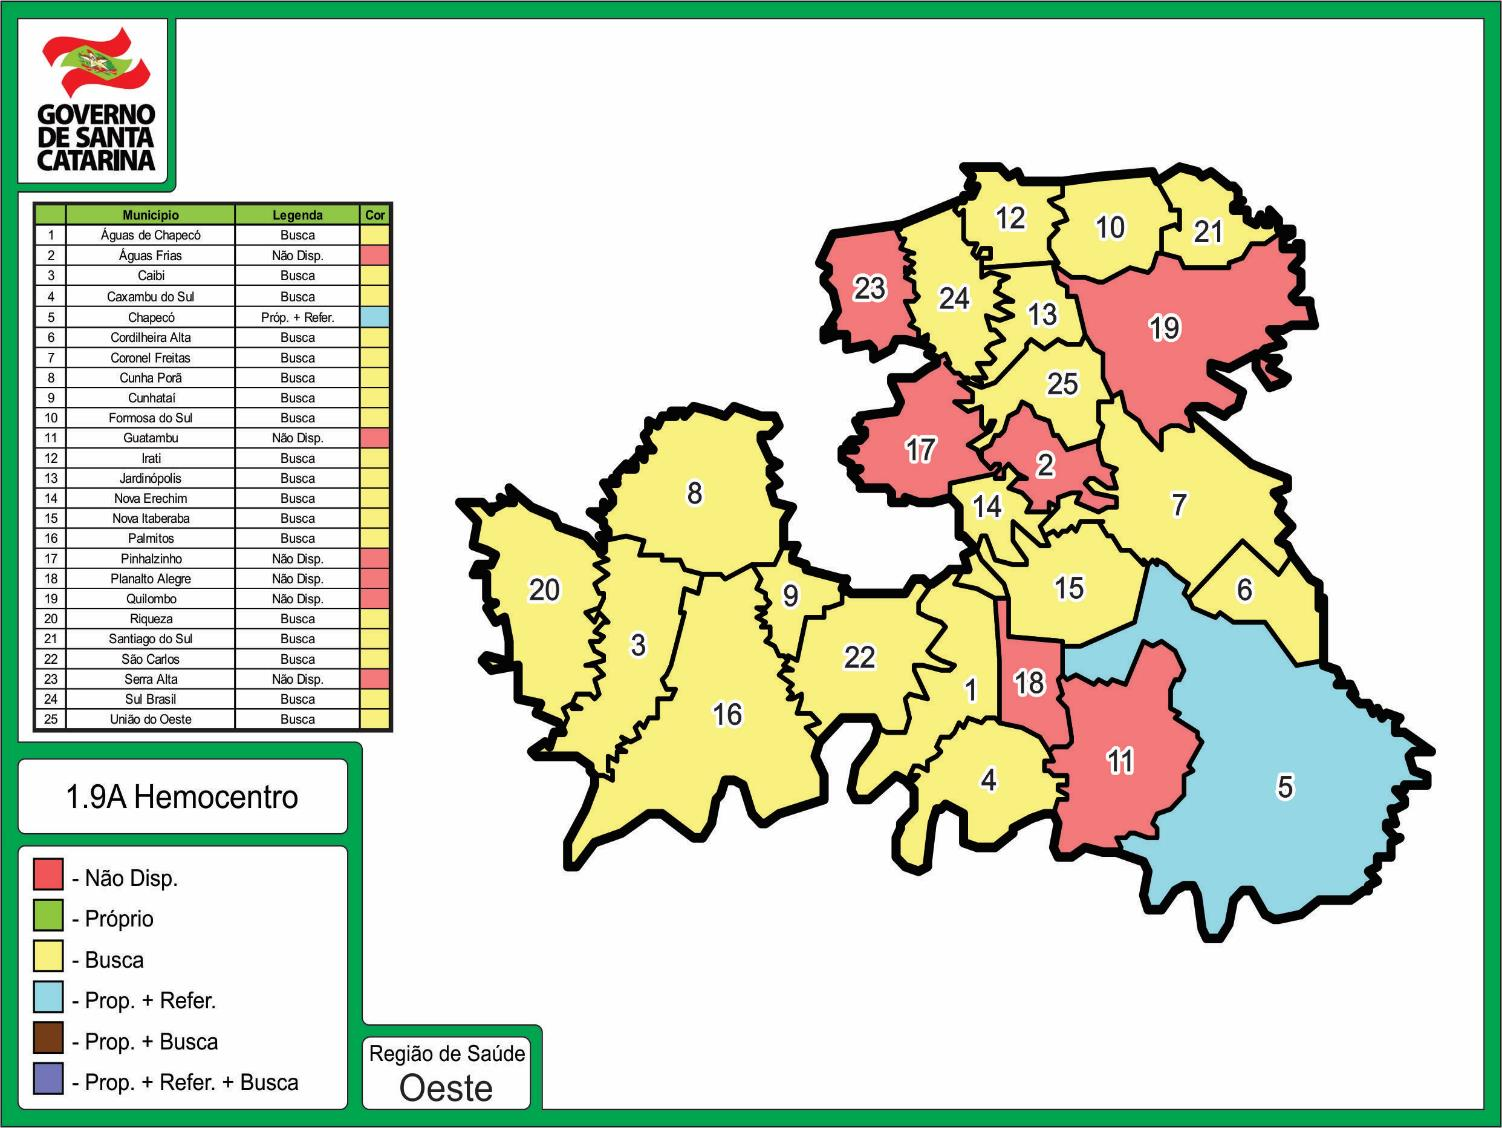 GOVERNO
DE SANTA
CATARINA
Município Legenda Cor
1 Águas de Chapecó Busca
2 Águas Frias Não Disp.
3 Caibi Busca
4 Caxambu do Sul Busca
5 Chapecó Próp. + Refer.
6 Cordilheira Alta Busca
7 Coronel Freitas Busca
8 Cunha Porã Busca
9 Cunhataí Busca
10 Formosa do Sul Busca
11 Guatambu Não Disp.
12 Irati Busca
13 Jardinópolis Busca
14 Nova Erechim Busca
15 Nova Itaberaba Busca
16 Palmitos Busca
17 Pinhalzinho Não Disp.
18 Planalto Alegre Não Disp.
19 Quilombo Não Disp.
20 Riqueza Busca
21 Santiago do Sul Busca
22 São Carlos Busca
23 Serra Alta Não Disp.
24 Sul Brasil Busca
25 União do Oeste Busca
1.9A Hemocentro
- Não Disp.
- Próprio
- Busca
- Prop. + Refer.
- Prop. + Busca
- Prop. + Refer. + Busca
Região de Saúde
Oeste
12
10
21
23
24
13
19
25
17
2
8
14
7
20
9
15
6
3
22
18
1
16
11
4
5